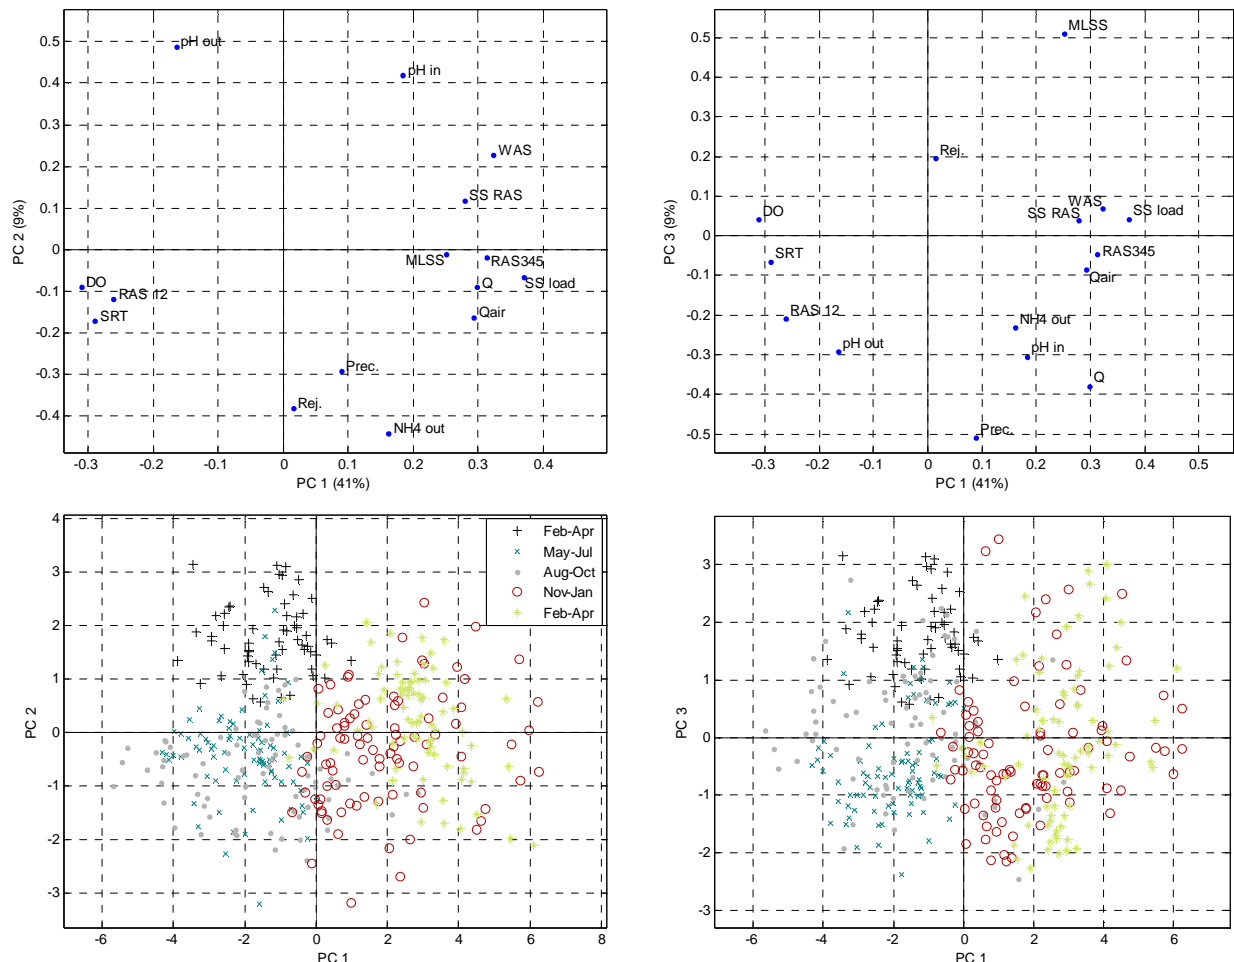 0.5
0.4
0.3
0.2
0.1
0
-0.1
-0.2
-0.3
-0.4
PC 2 (9%)
pH out
pH in
WAS
SS RAS
MLSS
RAS345
DO
RAS 12
Q
SS load
SRT
Qair
Prec.
Rej.
NH4 out
-0.3
-0.2
-0.1
0
0.1
0.2
0.3
0.4
PC 1 (41%)
0.5
0.4
0.3
0.2
0.1
0
-0.1
-0.2
-0.3
-0.4
-0.5
PC 3 (9%)
MLSS
Rej.
DO
WAS
SS RAS
SS load
SRT
RAS345
Qair
RAS 12
NH4 out
pH out
pH in
Q
Prec.
-0.3
-0.2
-0.1
0
0.1
0.2
0.3
0.4
0.5
PC 1 (41%)
4
3
2
1
0
-1
-2
-3
PC 2
Feb-Apr
May-Jul
Aug-Oct
Nov-Jan
Feb-Apr
-6
-4
-2
0
2
4
6
8
PC 1
3
2
1
0
-1
-2
-3
PC 3
-6
-4
-2
0
2
4
6
PC 1